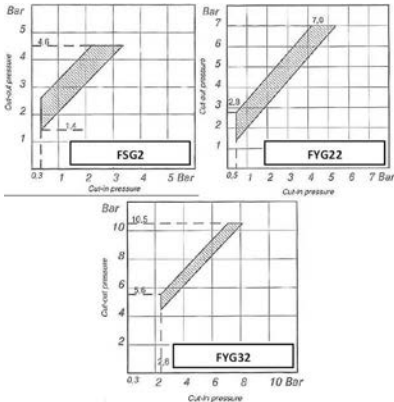 Bar
5
4,6
4
3
2
1,4
1
Cut-out pressure
FSG2
0,3 1 2 3 4 5 Bar
Cut-in pressure
Bar
7
7,0
6
5
4
3
2,8
2
1
Cut-out pressure
FYG22
0,5 1 2 3 4 5 6 7 Bar
Cut-in pressure
Bar
10,5
10
8
6
5,6
4
2
Cut-out pressure
FYG32
2,6
0,3 2 4 6 8 10 Bar
Cut-in pressure